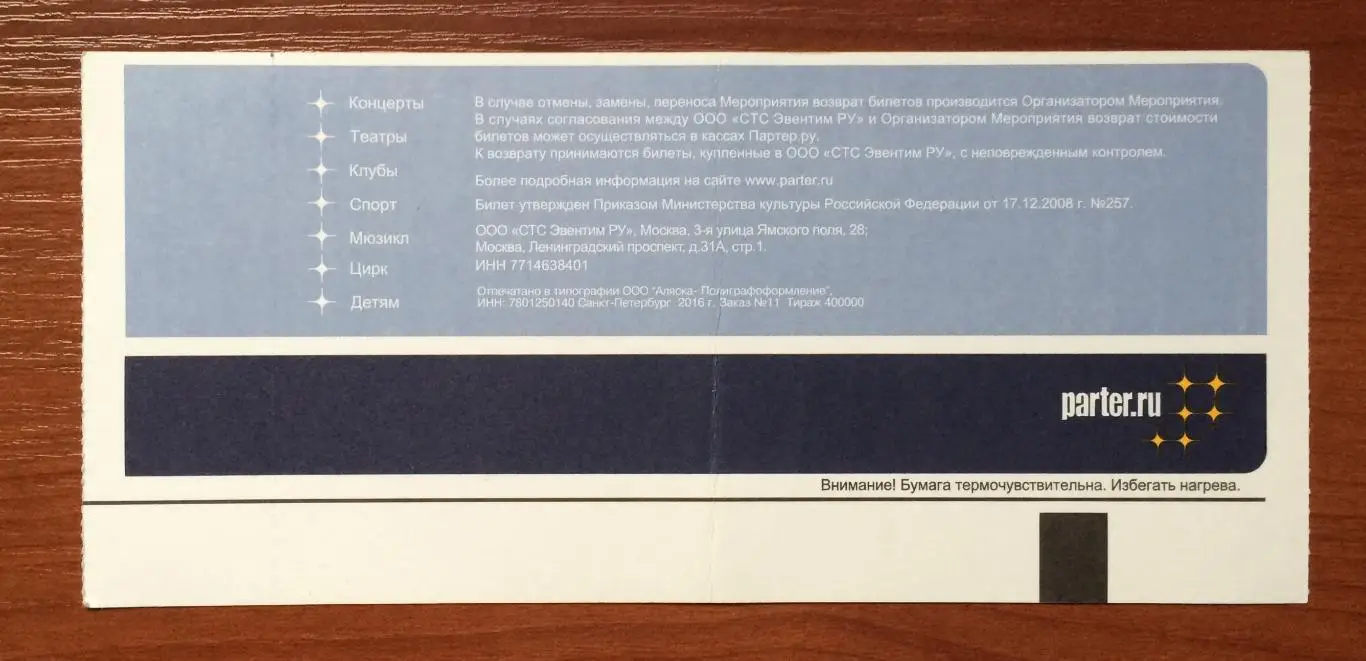 Концерты
Театры
Клубы
Спорт
Мюзикл
Цирк
Детям
В случае отмены, замены, переноса Мероприятия возврат билетов производится Организатором Мероприятия.
В случаях согласования между ООО «СТС Эвентим РУ» и Организатором Мероприятия возврат стоимости
билетов может осуществляться в кассах Партер.ру.
К возврату принимаются билеты, купленные в ООО «СТС Эвентим РУ», с неповрежденным контролем.
Более подробная информация на сайте www.parter.ru
Билет утвержден Приказом Министерства культуры Российской Федерации от 17.12.2008 г. №257.
ООО «СТС Эвентим РУ», Москва, 3-я улица Ямского поля, 28;
Москва, Ленинградский проспект, д.31А, стр.1.
ИНН 7714638401
Отпечатано в типографии ООО "Аляска- Полиграфоформление",
ИНН: 7801250140 Санкт-Петербург 2016 г. Заказ №11 Тираж 400000
parter.ru
Внимание! Бумага термочувствительна. Избегать нагрева.